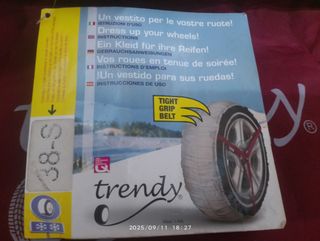 Un vestito per le vostre ruote!
ISTRUZIONI D'USO
Dress up your wheels!
INSTRUCTIONS
Ein Kleid für ihre Reifen!
GEBRAUCHSANWEISUNGEN
Vos roues en tenue de soirée!
INSTRUCTIONS D'EMPLOI
¡Un vestido para sus ruedas!
INSTRUCCIONES DE USO
TIGHT
GRIP
BELT
38-S
Q
trendy
2025/09/11 18:27